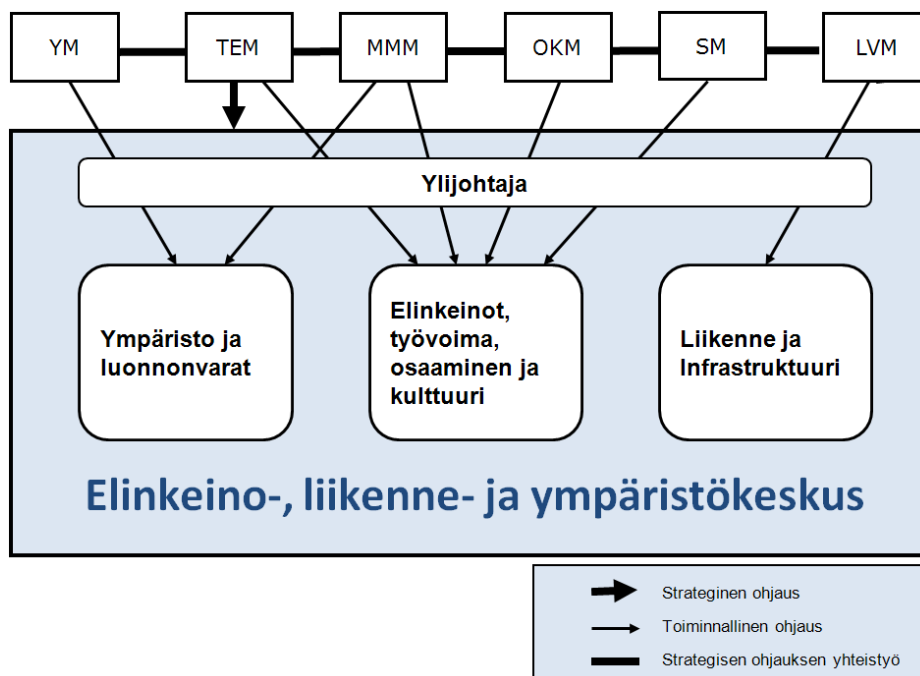 YM
TEM
MMM
OKM
SM
LVM
Ylijohtaja
Ympäristo ja
luonnonvarat
Elinkeinot,
työvoima,
osaaminen ja
kulttuuri
Liikenne ja
Infrastruktuuri
Elinkeino-, liikenne- ja ympäristökeskus
Strateginen ohjaus
Toiminnallinen ohjaus
Strategisen ohjauksen yhteistyö